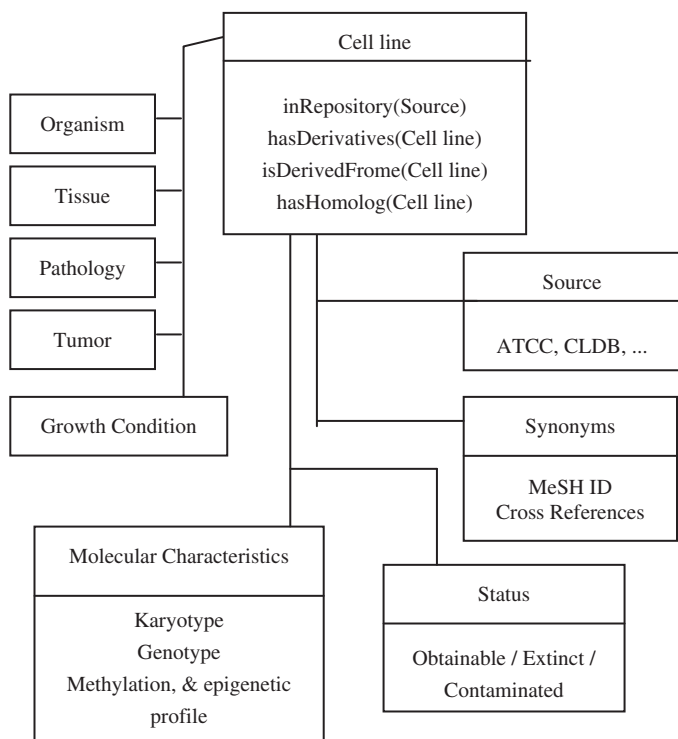 Cell line
inRepository(Source)
hasDerivatives(Cell line)
isDerivedFrome(Cell line)
hasHomolog(Cell line)
Organism
Tissue
Pathology
Tumor
Growth Condition
Source
ATCC, CLDB, ...
Synonyms
MeSH ID
Cross References
Molecular Characteristics
Karyotype
Genotype
Methylation, & epigenetic
profile
Status
Obtainable / Extinct /
Contaminated